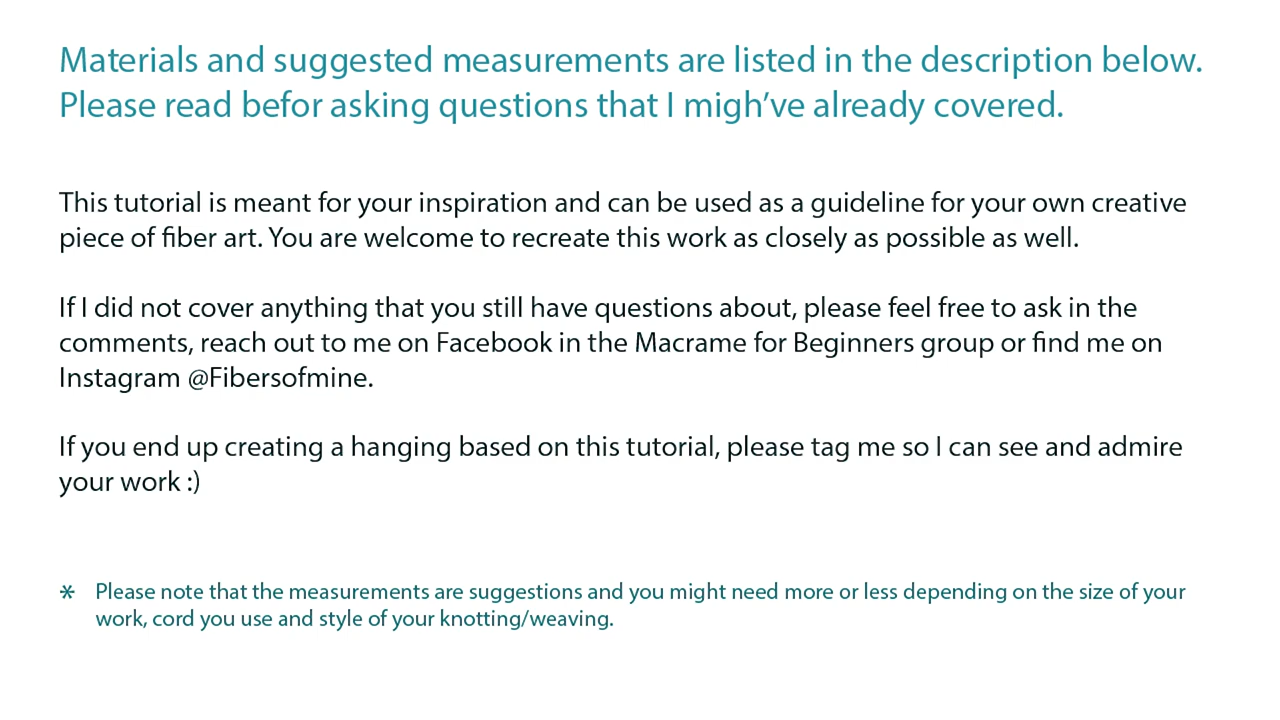 Materials and suggested measurements are listed in the description below.
Please read befor asking questions that I migh’ve already covered.
This tutorial is meant for your inspiration and can be used as a guideline for your own creative
piece of fiber art. You are welcome to recreate this work as closely as possible as well.
If I did not cover anything that you still have questions about, please feel free to ask in the
comments, reach out to me on Facebook in the Macrame for Beginners group or find me on
Instagram @Fibersofmine.
If you end up creating a hanging based on this tutorial, please tag me so I can see and admire
your work :)
* Please note that the measurements are suggestions and you might need more or less depending on the size of your
work, cord you use and style of your knotting/weaving.